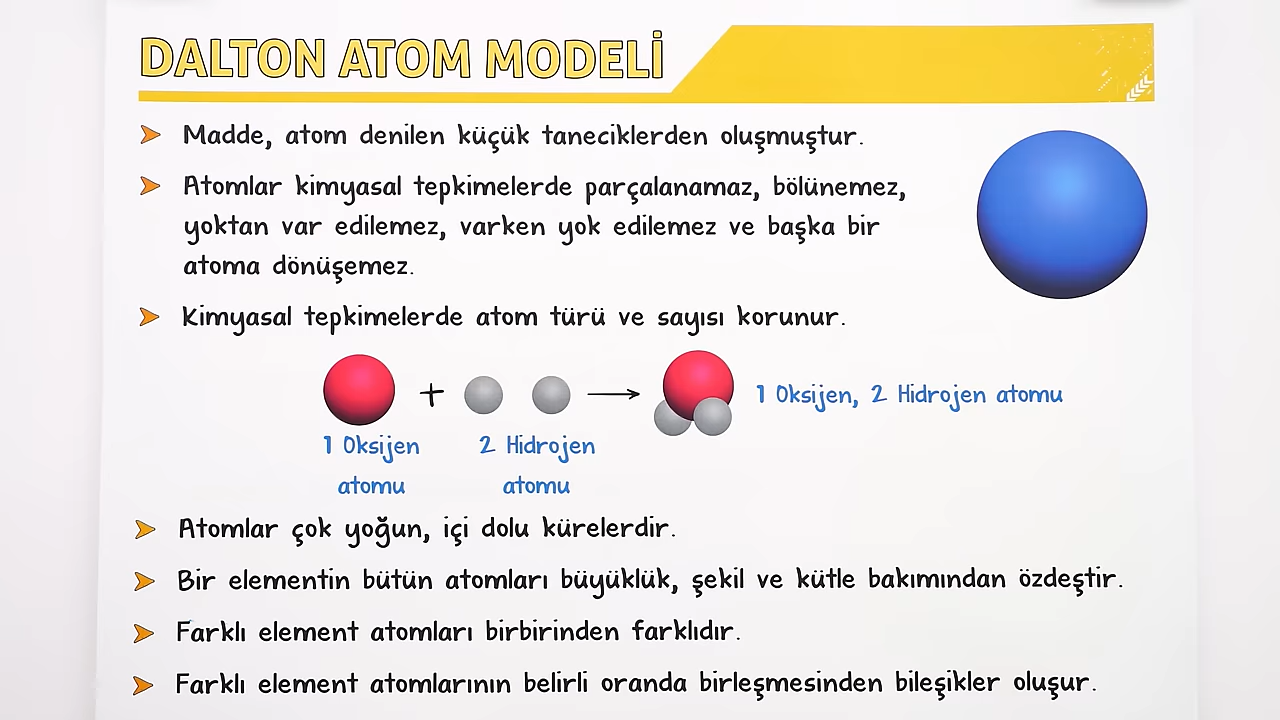 DALTON ATOM MODELİ
Madde, atom denilen küçük taneciklerden oluşmuştur.
Atomlar kimyasal tepkimelerde parçalanamaz, bölünemez,
yoktan var edilemez, varken yok edilemez ve başka bir
atoma dönüşemez.
Kimyasal tepkimelerde atom türü ve sayısı korunur.
+
1 Oksijen, 2 Hidrojen atomu
1 Oksijen
atomu
2 Hidrojen
atomu
Atomlar çok yoğun, içi dolu kürelerdir.
Bir elementin bütün atomları büyüklük, şekil ve kütle bakımından özdeştir.
Farklı element atomları birbirinden farklıdır.
Farklı element atomlarının belirli oranda birleşmesinden bileşikler oluşur.